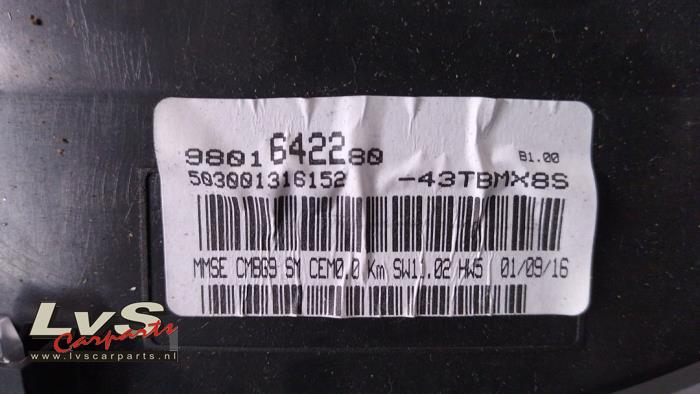 9801642280 B1.00
503001316152 -43TBMX8S
MMSE CMBG9 SM CEM0.0 Km SW11.02 HW5 01/09/16
LvS
Carparts
www.lvscarparts.nl